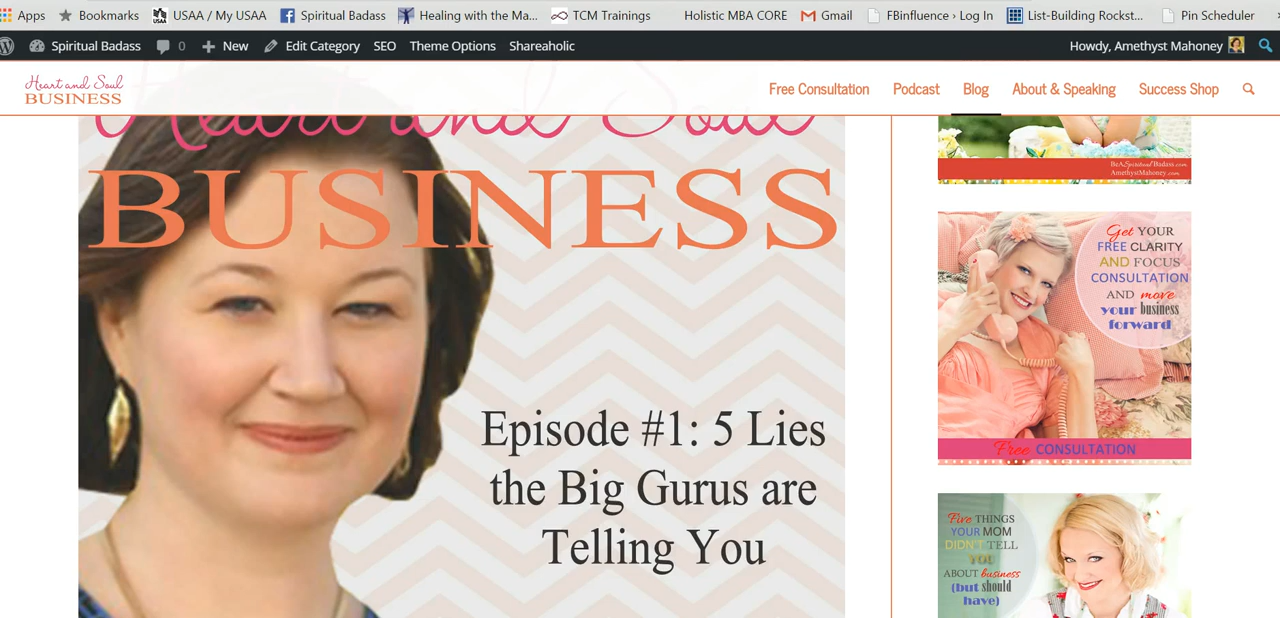 Apps Bookmarks USAA / My USAA Spiritual Badass Healing with the Ma... TCM Trainings Holistic MBA CORE Gmail FBinfluence › Log In List-Building Rockst... Pin Scheduler
Spiritual Badass 0 New Edit Category SEO Theme Options Shareaholic Howdy, Amethyst Mahoney
Heart and Soul
BUSINESS
Free Consultation Podcast Blog About & Speaking Success Shop
Heart and Soul
BUSINESS
Episode #1: 5 Lies
the Big Gurus are
Telling You
BeASpiritualBadass.com
AmethystMahoney.com
Get YOUR
FREE CLARITY
AND FOCUS
CONSULTATION
AND move
your business
forward
Free CONSULTATION
Five THINGS
YOUR MOM
DIDN'T TELL
YOU
ABOUT business
(but should
have)